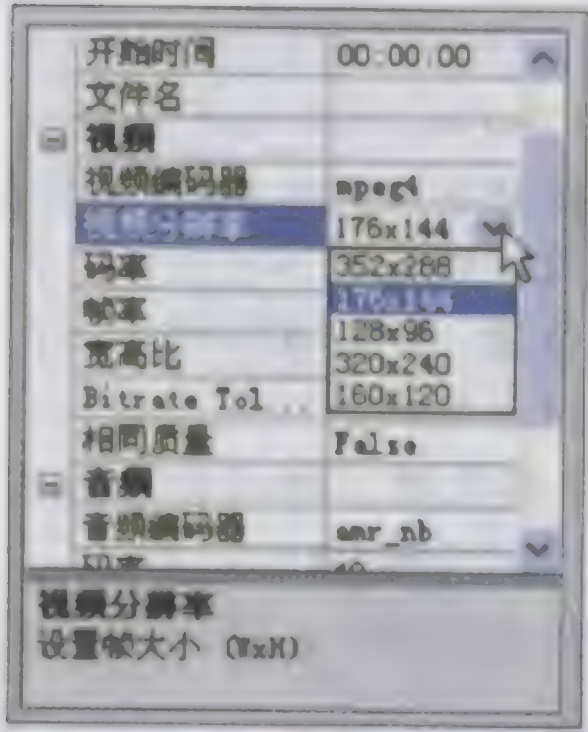 开始时间 00:00:00
文件名
视频
视频编码器 mpeg4
视频分辨率 176x144
码率 352x288
帧率 176x144
128x96
宽高比 320x240
Bitrate Tol... 160x120
相同质量 False
音频
音频编码器 amr_nb
码率
视频分辨率
设置帧大小 (WxH)